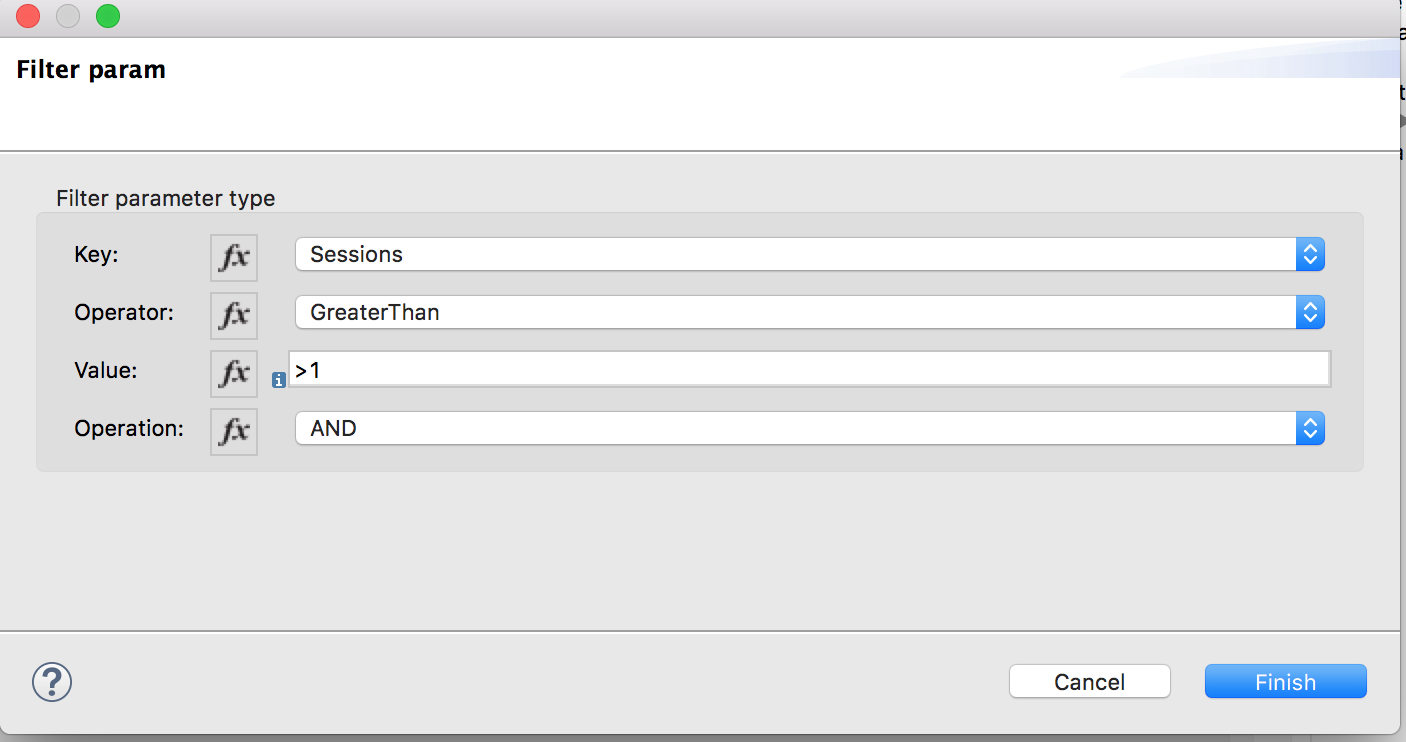 Filter param
Filter parameter type
Key: fx Sessions
Operator: fx GreaterThan
Value: fx i >1
Operation: fx AND
? Cancel Finish